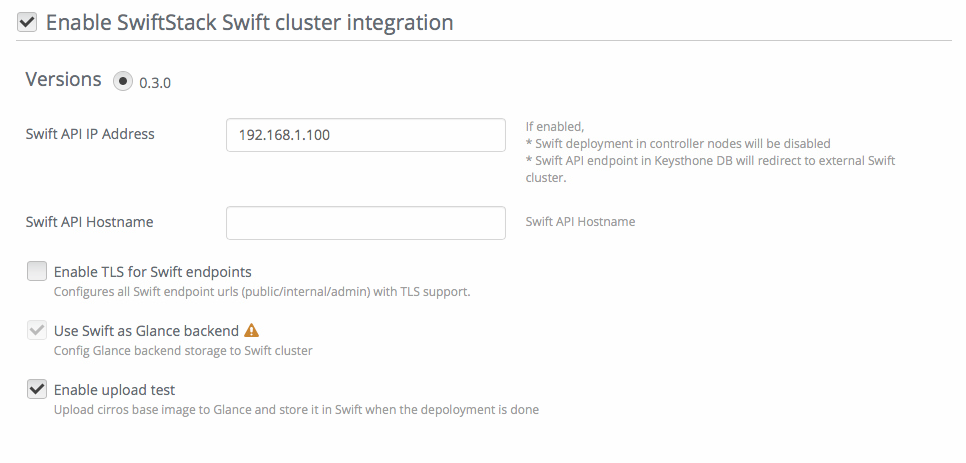 Enable SwiftStack Swift cluster integration
Versions 0.3.0
Swift API IP Address 192.168.1.100
If enabled,
* Swift deployment in controller nodes will be disabled
* Swift API endpoint in Keysthone DB will redirect to external Swift
cluster.
Swift API Hostname Swift API Hostname
Enable TLS for Swift endpoints
Configures all Swift endpoint urls (public/internal/admin) with TLS support.
Use Swift as Glance backend
Config Glance backend storage to Swift cluster
Enable upload test
Upload cirros base image to Glance and store it in Swift when the depoloyment is done